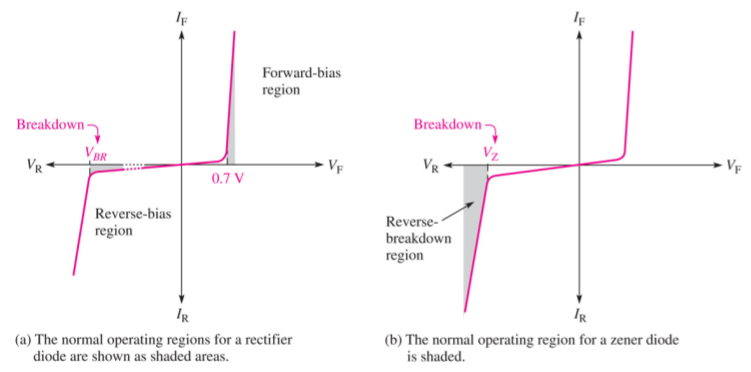 I_F
Forward-bias
region
Breakdown
V_BR
V_R
V_F
0.7 V
Reverse-bias
region
I_R
(a) The normal operating regions for a rectifier
diode are shown as shaded areas.
I_F
Breakdown
V_Z
V_R
V_F
Reverse-
breakdown
region
I_R
(b) The normal operating region for a zener diode
is shaded.